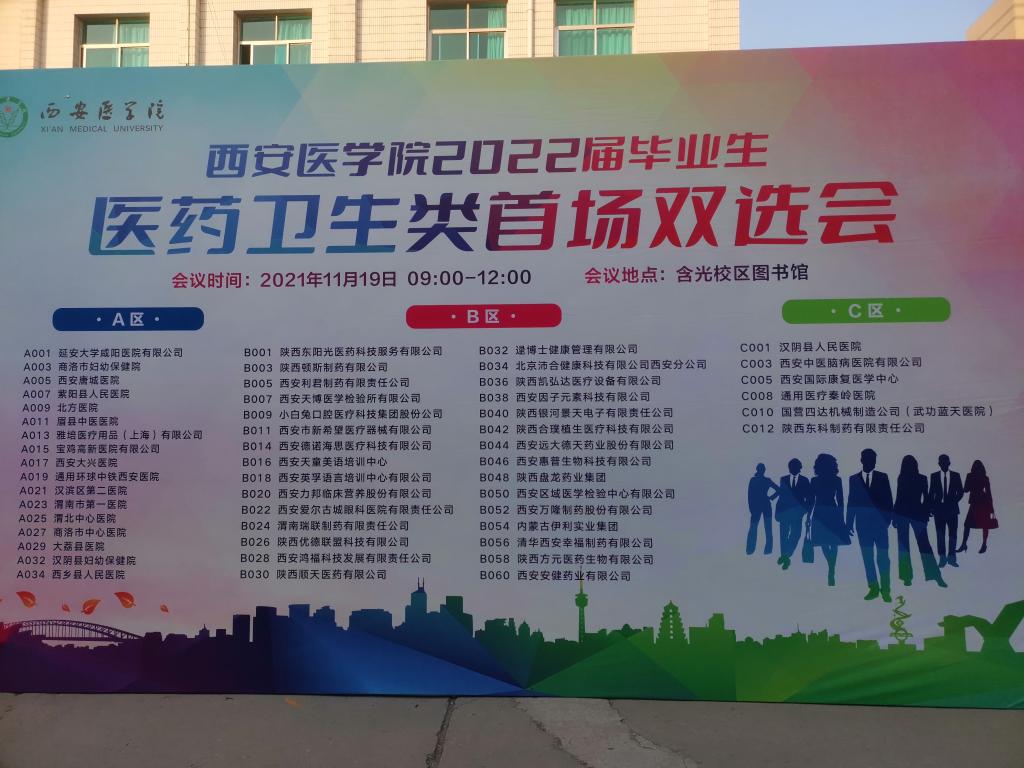 西安医学院
XI'AN MEDICAL UNIVERSITY
西安医学院2022届毕业生
医药卫生类首场双选会
会议时间：2021年11月19日 09:00-12:00 会议地点：含光校区图书馆
·A区·
A001 延安大学咸阳医院有限公司
A003 商洛市妇幼保健院
A005 西安唐城医院
A007 紫阳县人民医院
A009 北方医院
A011 眉县中医医院
A013 雅培医疗用品（上海）有限公司
A015 宝鸡高新医院有限公司
A017 西安大兴医院
A019 通用环球中铁西安医院
A021 汉滨区第二医院
A023 渭南市第一医院
A025 渭北中心医院
A027 商洛市中心医院
A029 大荔县医院
A032 汉阴县妇幼保健院
A034 西乡县人民医院
·B区·
B001 陕西东阳光医药科技服务有限公司
B003 陕西顿斯制药有限公司
B005 西安利君制药有限责任公司
B007 西安天博医学检验所有限公司
B009 小白兔口腔医疗科技集团股份公司
B011 西安市新希望医疗器械有限公司
B014 西安德诺海思医疗科技有限公司
B016 西安天童美语培训中心
B018 西安英孚语言培训中心有限公司
B020 西安力邦临床营养股份有限公司
B022 西安爱尔古城眼科医院有限责任公司
B024 渭南瑞联制药有限责任公司
B026 陕西优德联盟科技有限公司
B028 西安鸿福科技发展有限责任公司
B030 陕西顺天医药有限公司
B032 逯博士健康管理有限公司
B034 北京沛合健康科技有限公司西安分公司
B036 陕西凯弘达医疗设备有限公司
B038 西安因子元素科技有限公司
B040 陕西银河景天电子有限责任公司
B042 陕西合璞植生医疗科技有限公司
B044 西安远大德天药业股份有限公司
B046 西安惠普生物科技有限公司
B048 陕西盘龙药业集团
B050 西安区域医学检验中心有限公司
B052 西安万隆制药股份有限公司
B054 内蒙古伊利实业集团
B056 清华西安幸福制药有限公司
B058 陕西方元医药生物有限公司
B060 西安安健药业有限公司
·C区·
C001 汉阴县人民医院
C003 西安中医脑病医院有限公司
C005 西安国际康复医学中心
C008 通用医疗秦岭医院
C010 国营四达机械制造公司（武功蓝天医院）
C012 陕西东科制药有限责任公司